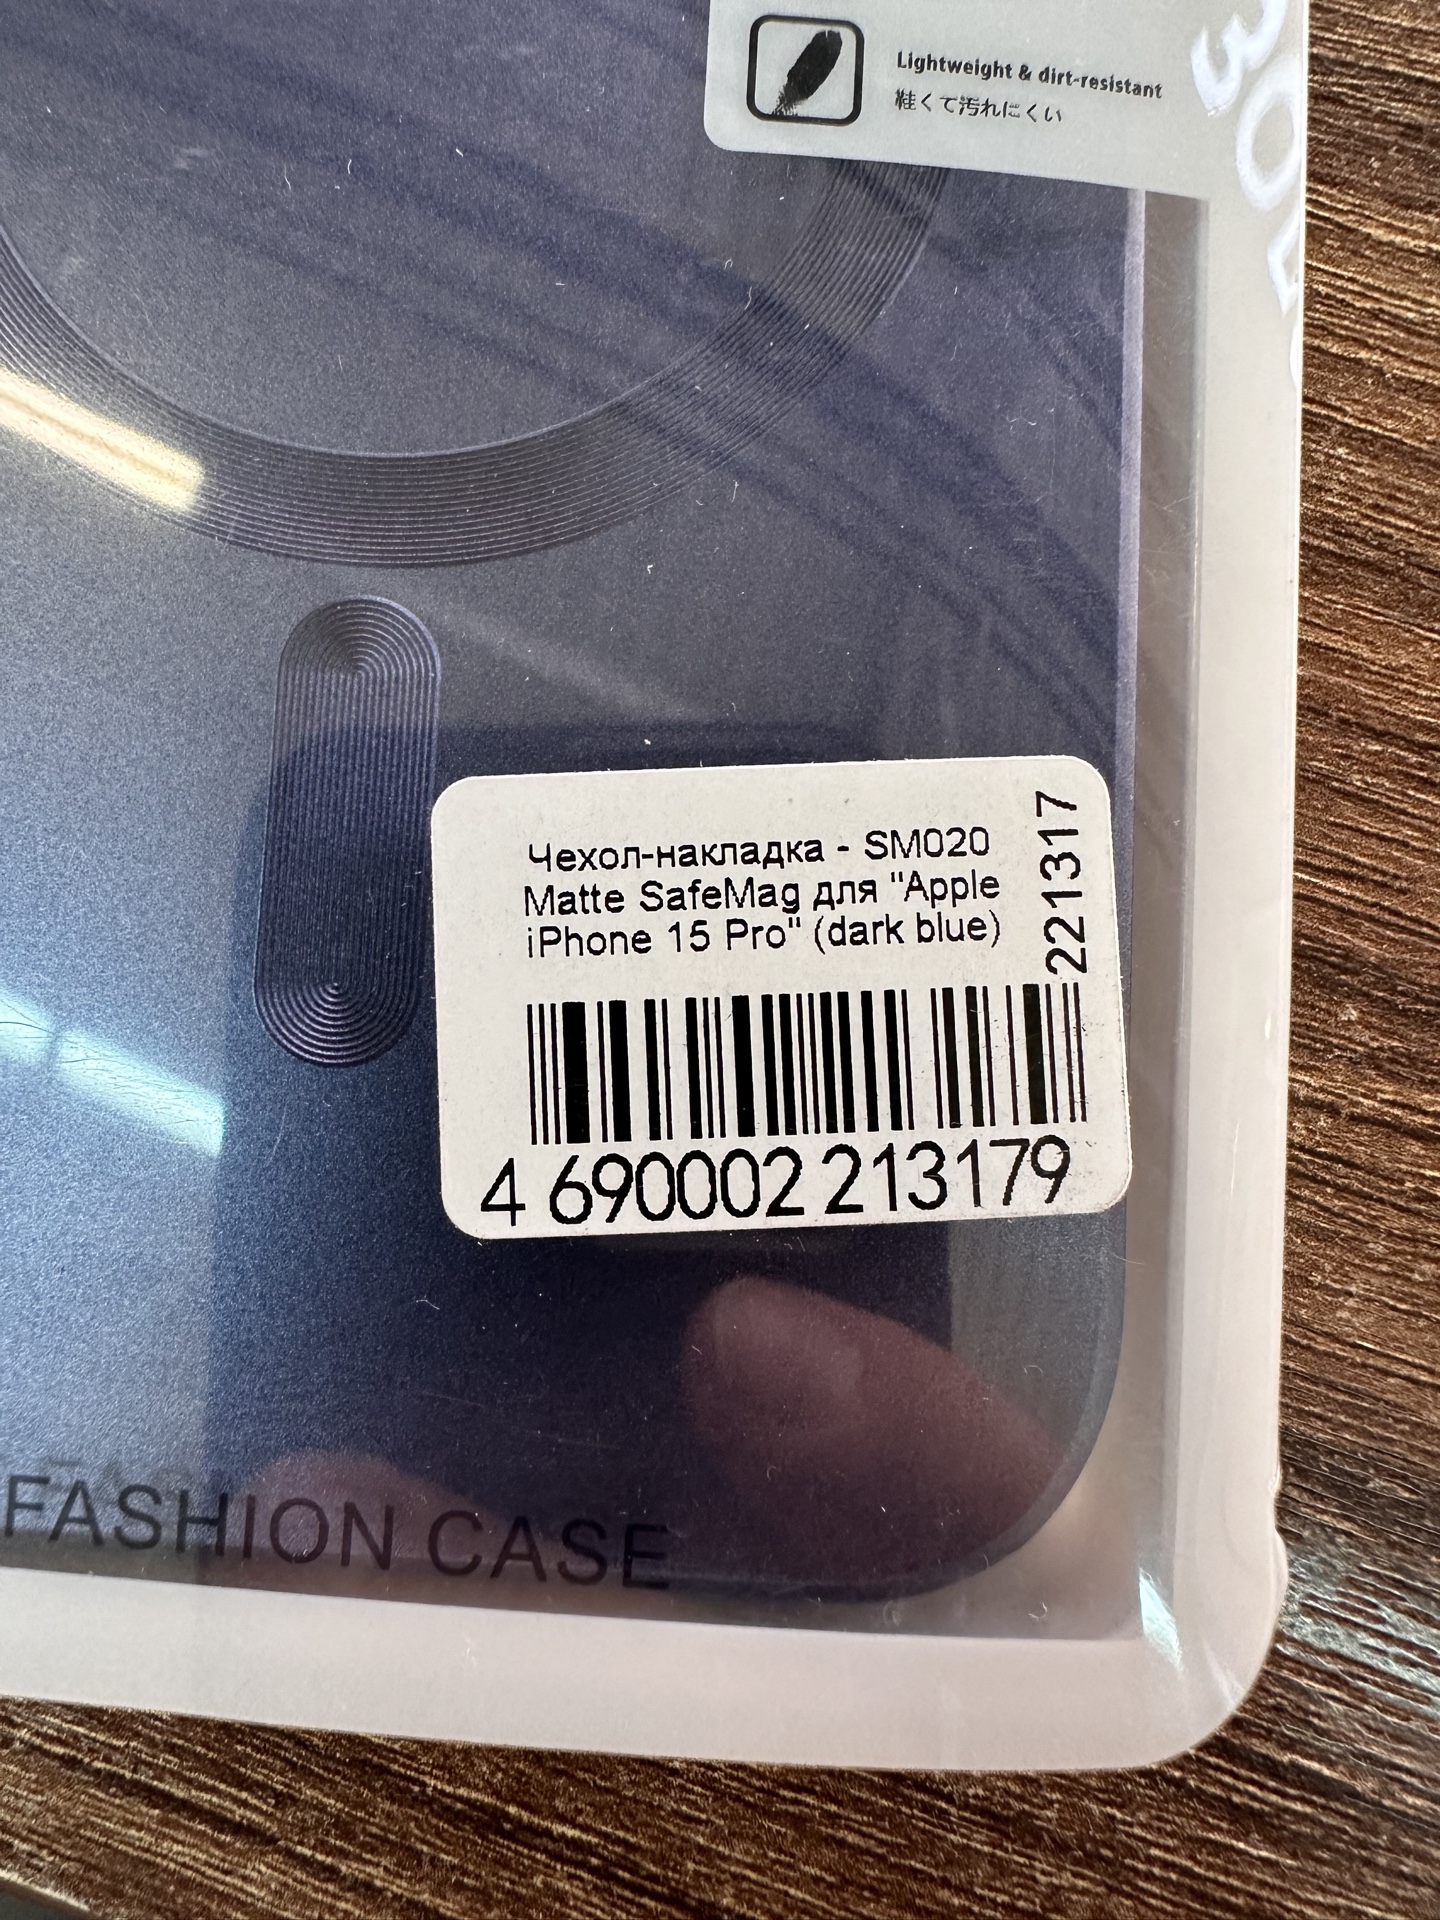 Lightweight & dirt-resistant
軽くて汚れにくい
Чехол-накладка - SM020
Matte SafeMag для "Apple
iPhone 15 Pro" (dark blue)
221317
4 690002 213179
FASHION CASE